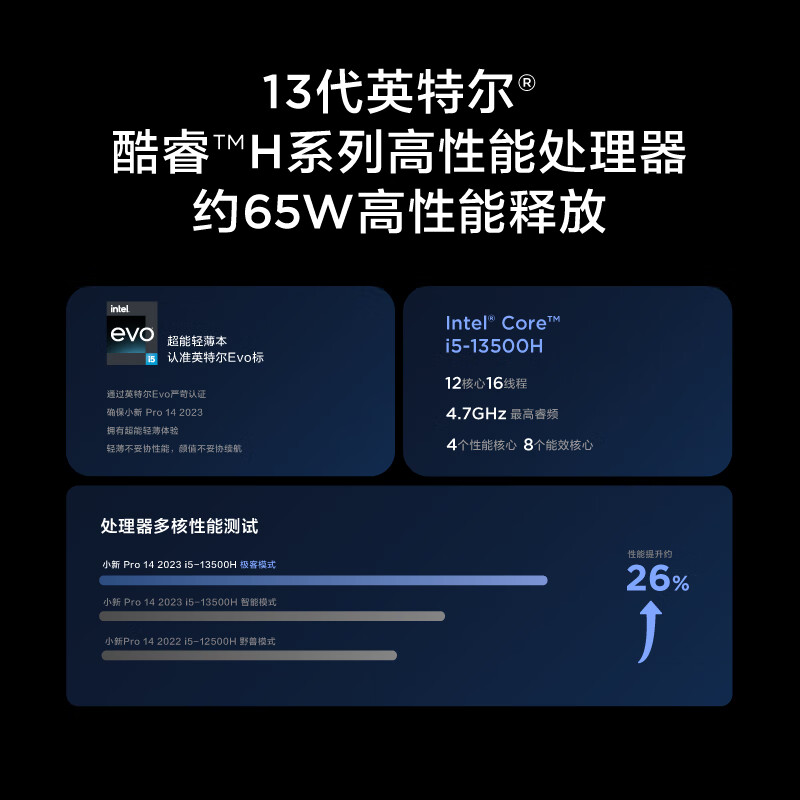 13代英特尔®
酷睿™H系列高性能处理器
约65W高性能释放
intel
evo
i5
超能轻薄本
认准英特尔Evo标
通过英特尔Evo严苛认证
确保小新 Pro 14 2023
拥有超能轻薄体验
轻薄不妥协性能，颜值不妥协续航
Intel® Core™
i5-13500H
12核心16线程
4.7GHz 最高睿频
4个性能核心 8个能效核心
处理器多核性能测试
小新 Pro 14 2023 i5-13500H 极客模式
小新 Pro 14 2023 i5-13500H 智能模式
小新Pro 14 2022 i5-12500H 野兽模式
性能提升约
26%